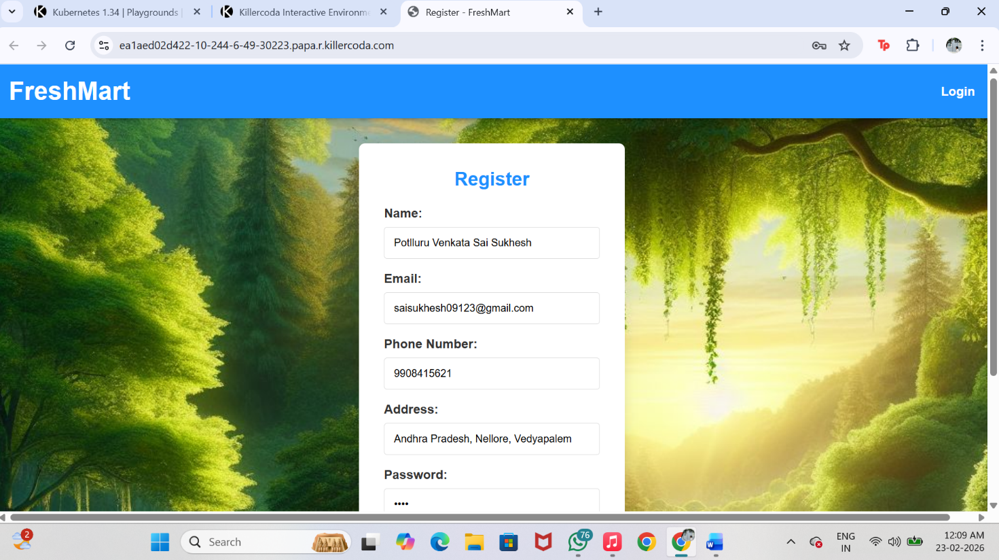 Kubernetes 1.34 | Playgrounds |
Killercoda Interactive Environme
Register - FreshMart
ea1aed02d422-10-244-6-49-30223.papa.r.killercoda.com
FreshMart
Login
Register
Name:
Potlluru Venkata Sai Sukhesh
Email:
saisukhesh09123@gmail.com
Phone Number:
9908415621
Address:
Andhra Pradesh, Nellore, Vedyapalem
Password:
••••
2
Search
76
ENG
IN
12:09 AM
23-02-2026